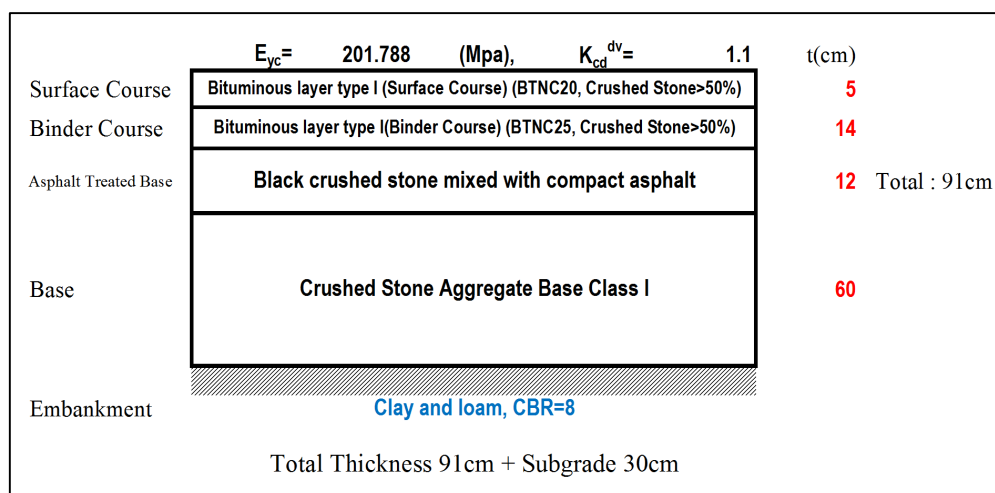 E_yc= 201.788 (Mpa), K_cd^dv= 1.1 t(cm)
Surface Course Bituminous layer type I (Surface Course) (BTNC20, Crushed Stone>50%) 5
Binder Course Bituminous layer type I(Binder Course) (BTNC25, Crushed Stone>50%) 14
Asphalt Treated Base Black crushed stone mixed with compact asphalt 12 Total : 91cm
Base Crushed Stone Aggregate Base Class I 60
Embankment Clay and loam, CBR=8
Total Thickness 91cm + Subgrade 30cm